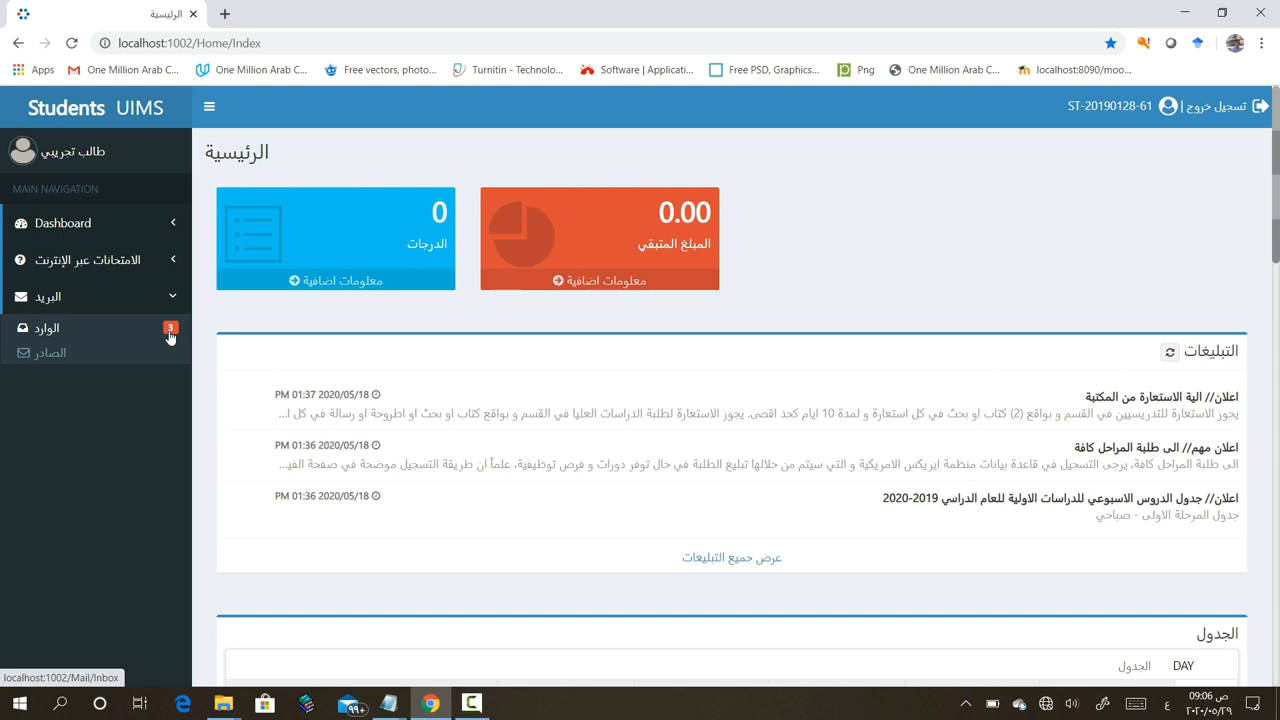 الرئيسية
localhost:1002/Home/Index
Apps
One Million Arab C...
One Million Arab C...
Free vectors, photo...
Turnitin - Technolo...
Software | Applicati...
Free PSD, Graphics...
Png
One Million Arab C...
localhost:8090/moo...
Students UIMS
ST-20190128-61
تسجيل خروج |
طالب تجريبي
MAIN NAVIGATION
Dashboard
الامتحانات عبر الإنترنت
البريد
الوارد
3
الصادر
الرئيسية
0
الدرجات
معلومات اضافية
0.00
المبلغ المتبقي
معلومات اضافية
التبليغات
اعلان// الية الاستعارة من المكتبة
PM 01:37 2020/05/18
يجوز الاستعارة للتدريسيين في القسم و بواقع (2) كتاب او بحث في كل استعارة و لمدة 10 ايام كحد اقصى. يجوز الاستعارة لطلبة الدراسات العليا في القسم و بواقع كتاب او بحث او اطروحة او رسالة في كل ا...
اعلان مهم// الى طلبة المراحل كافة
PM 01:36 2020/05/18
الى طلبة المراحل كافة، يرجى التسجيل في قاعدة بيانات منظمة ايريكس الامريكية و التي سيتم من خلالها تبليغ الطلبة في حال توفر دورات و فرص توظيفية، علماً ان طريقة التسجيل موضحة في صفحة الفي...
اعلان// جدول الدروس الاسبوعي للدراسات الاولية للعام الدراسي 2019-2020
PM 01:36 2020/05/18
جدول المرحلة الاولى - صباحي
عرض جميع التبليغات
الجدول
DAY
الجدول
localhost:1002/Mail/Inbox
99+
ع
09:06 ص
٢٠٢٠/٠٥/٢٩